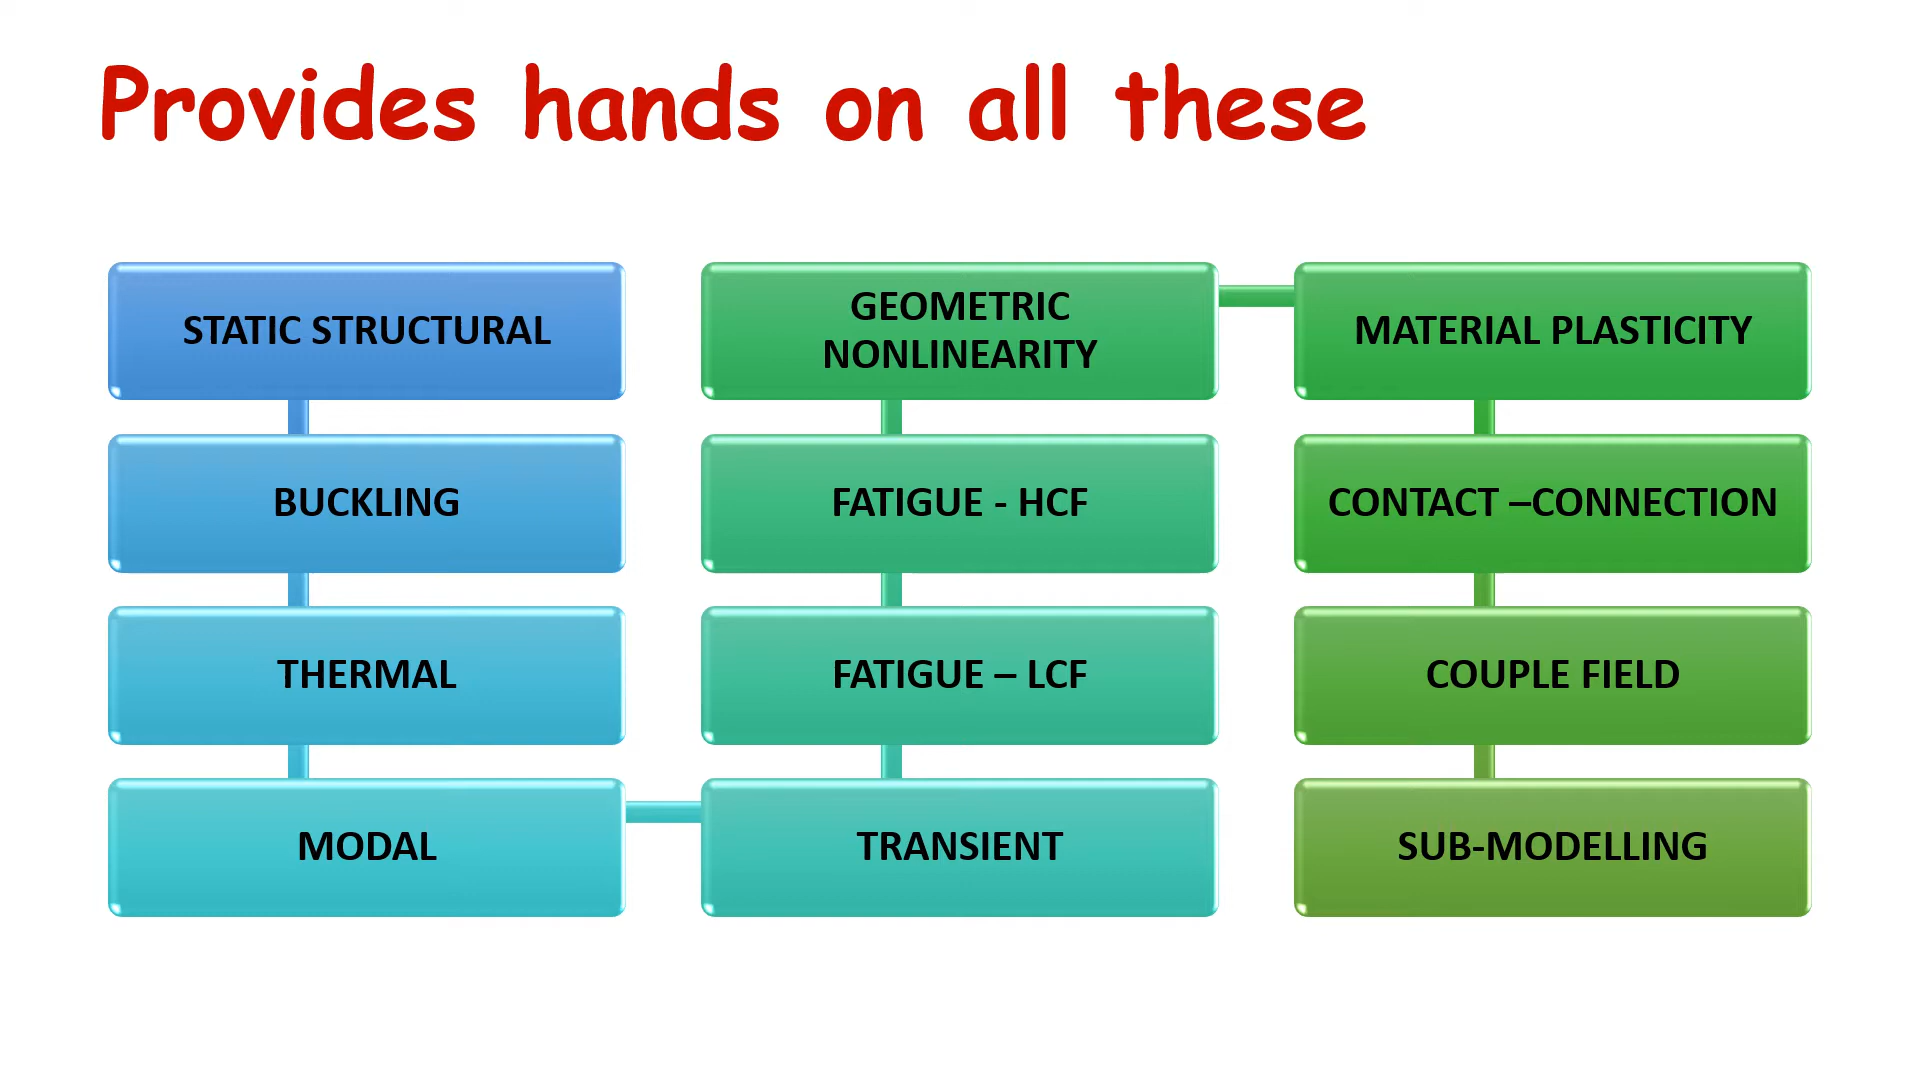 Provides hands on all these
STATIC STRUCTURAL
BUCKLING
THERMAL
MODAL
GEOMETRIC
NONLINEARITY
FATIGUE - HCF
FATIGUE – LCF
TRANSIENT
MATERIAL PLASTICITY
CONTACT –CONNECTION
COUPLE FIELD
SUB-MODELLING